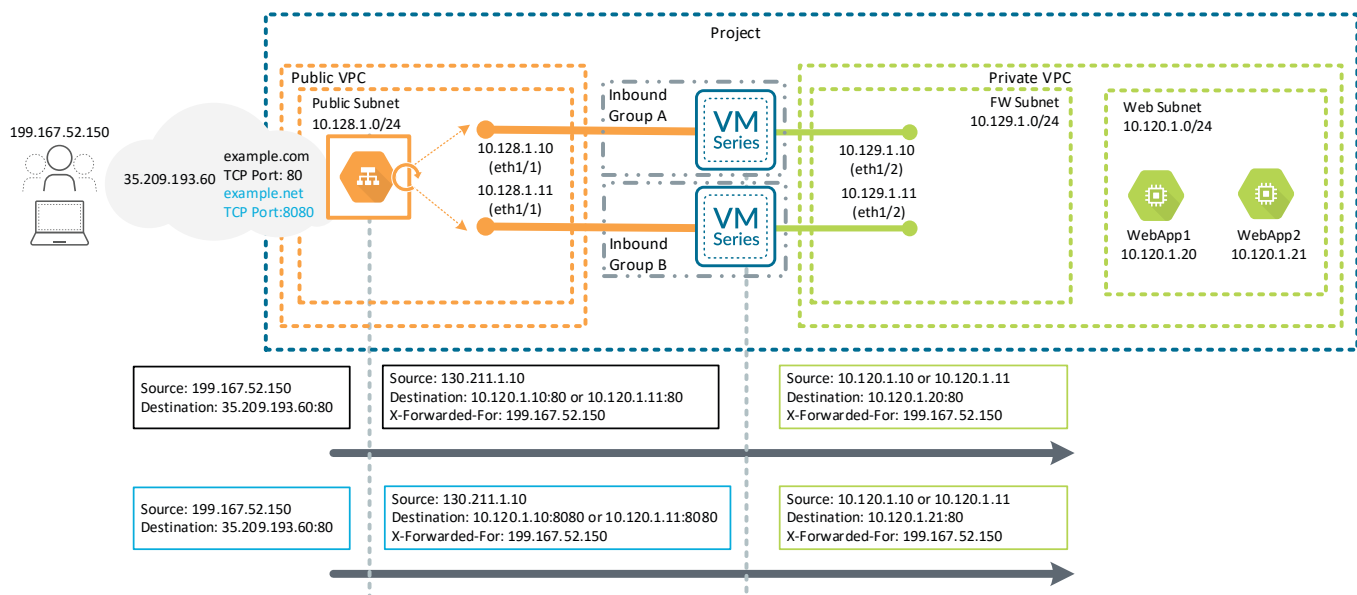 Project
Public VPC
Public Subnet
10.128.1.0/24
199.167.52.150
35.209.193.60
example.com
TCP Port: 80
example.net
TCP Port:8080
10.128.1.10
(eth1/1)
10.128.1.11
(eth1/1)
Inbound
Group A
VM
Series
Inbound
Group B
VM
Series
Private VPC
FW Subnet
10.129.1.0/24
10.129.1.10
(eth1/2)
10.129.1.11
(eth1/2)
Web Subnet
10.120.1.0/24
WebApp1
10.120.1.20
WebApp2
10.120.1.21
Source: 199.167.52.150
Destination: 35.209.193.60:80
Source: 130.211.1.10
Destination: 10.120.1.10:80 or 10.120.1.11:80
X-Forwarded-For: 199.167.52.150
Source: 10.120.1.10 or 10.120.1.11
Destination: 10.120.1.20:80
X-Forwarded-For: 199.167.52.150
Source: 199.167.52.150
Destination: 35.209.193.60:80
Source: 130.211.1.10
Destination: 10.120.1.10:8080 or 10.120.1.11:8080
X-Forwarded-For: 199.167.52.150
Source: 10.120.1.10 or 10.120.1.11
Destination: 10.120.1.21:80
X-Forwarded-For: 199.167.52.150